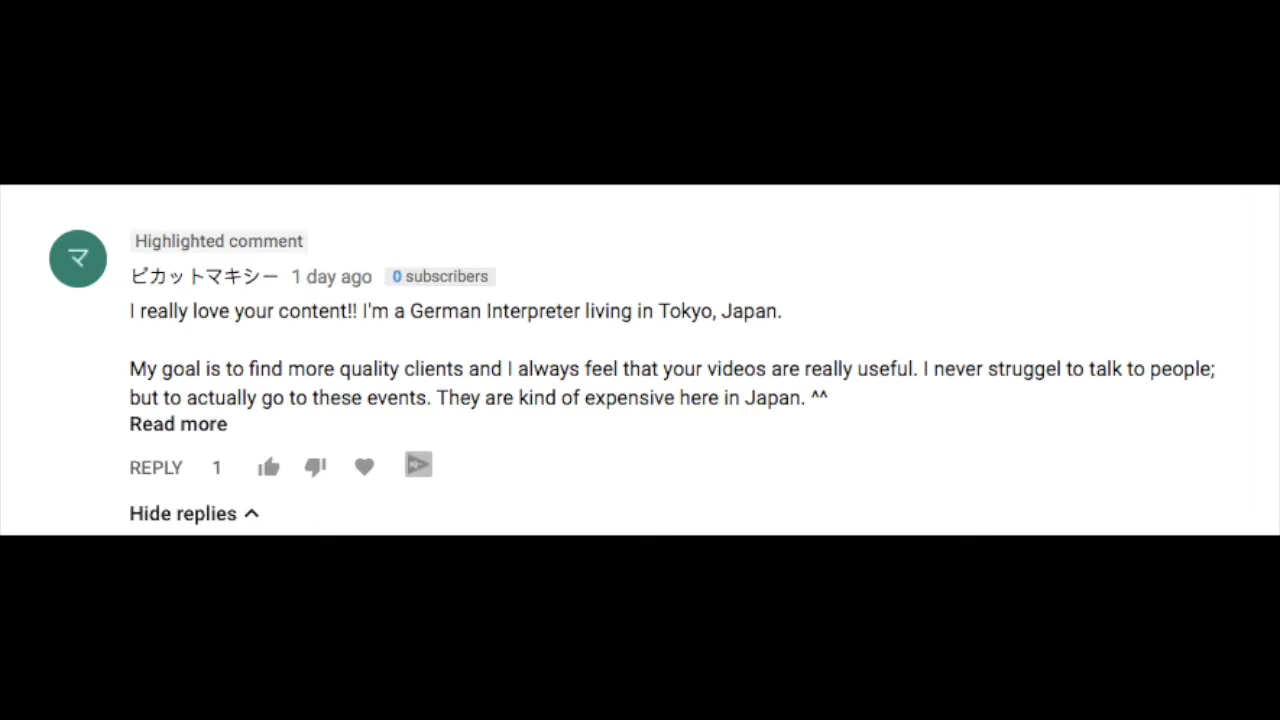 Highlighted comment
マ
ピカットマキシー 1 day ago 0 subscribers
I really love your content!! I'm a German Interpreter living in Tokyo, Japan.
My goal is to find more quality clients and I always feel that your videos are really useful. I never struggel to talk to people;
but to actually go to these events. They are kind of expensive here in Japan. ^^
Read more
REPLY 1
Hide replies